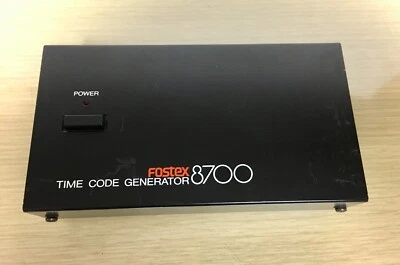 POWER
Fostex
TIME CODE GENERATOR 8700